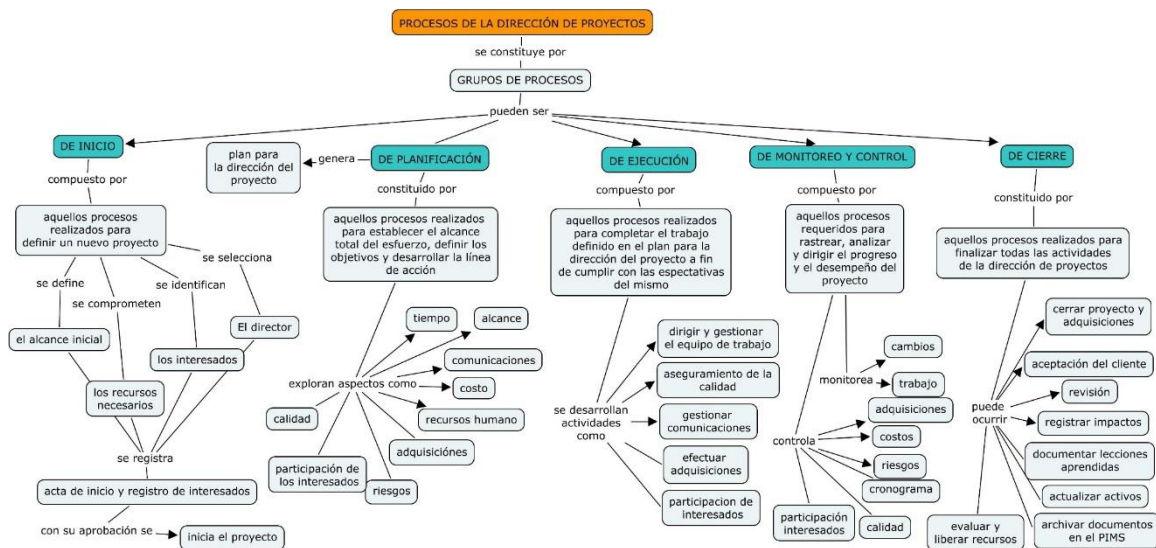 PROCESOS DE LA DIRECCIÓN DE PROYECTOS
se constituye por
GRUPOS DE PROCESOS
pueden ser
DE INICIO
compuesto por
aquellos procesos
realizados para
definir un nuevo proyecto
se define
se comprometen
se identifican
se selecciona
el alcance inicial
los recursos
necesarios
los interesados
El director
se registra
acta de inicio y registro de interesados
con su aprobación se
inicia el proyecto
DE PLANIFICACIÓN
genera
plan para
la dirección del
proyecto
constituido por
aquellos procesos realizados
para establecer el alcance
total del esfuerzo, definir los
objetivos y desarrollar la línea
de acción
exploran aspectos como
tiempo
alcance
comunicaciones
costo
recursos humano
adquisiciónes
riesgos
participación de
los interesados
calidad
DE EJECUCIÓN
compuesto por
aquellos procesos realizados
para completar el trabajo
definido en el plan para la
dirección del proyecto a fin
de cumplir con las espectativas
del mismo
se desarrollan
actividades
como
dirigir y gestionar
el equipo de trabajo
aseguramiento de la
calidad
gestionar
comunicaciones
efectuar
adquisiciones
participacion de
interesados
DE MONITOREO Y CONTROL
compuesto por
aquellos procesos
requeridos para
rastrear, analizar
y dirigir el progreso
y el desempeño del
proyecto
monitorea
cambios
trabajo
controla
adquisiciones
costos
riesgos
cronograma
calidad
participación
interesados
DE CIERRE
constituido por
aquellos procesos realizados para
finalizar todas las actividades
de la dirección de proyectos
puede
ocurrir
cerrar proyecto y
adquisiciones
aceptación del cliente
revisión
registrar impactos
documentar lecciones
aprendidas
actualizar activos
archivar documentos
en el PIMS
evaluar y
liberar recursos